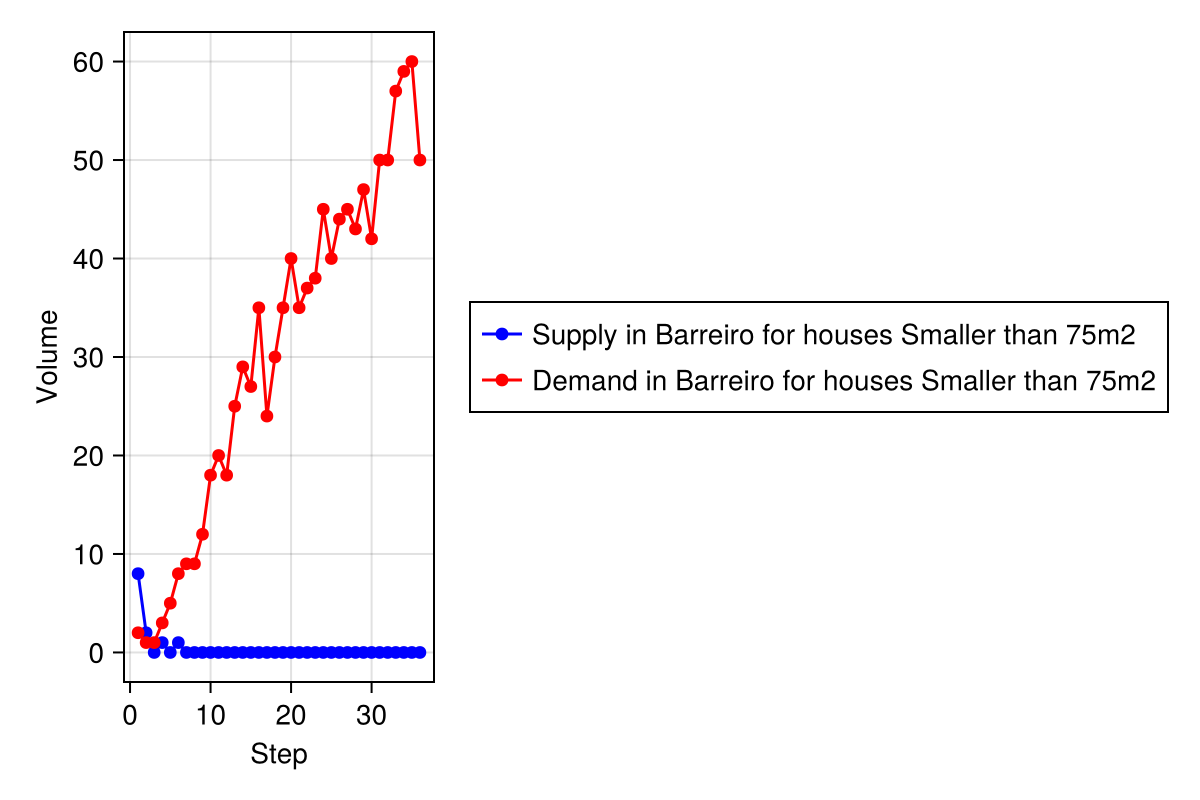 60
50
40
30
20
10
0
Volume
0 10 20 30
Step
Supply in Barreiro for houses Smaller than 75m2
Demand in Barreiro for houses Smaller than 75m2